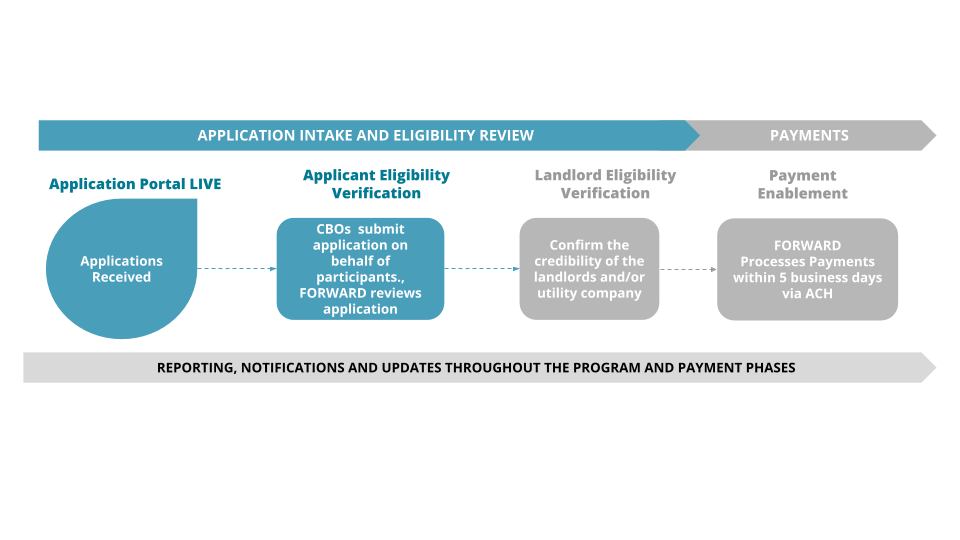 APPLICATION INTAKE AND ELIGIBILITY REVIEW
PAYMENTS
Application Portal LIVE
Applications
Received
Applicant Eligibility
Verification
CBOs  submit
application on
behalf of
participants.,
FORWARD reviews
application
Landlord Eligibility
Verification
Confirm the
credibility of the
landlords and/or
utility company
Payment
Enablement
FORWARD
Processes Payments
within 5 business days
via ACH
REPORTING, NOTIFICATIONS AND UPDATES THROUGHOUT THE PROGRAM AND PAYMENT PHASES